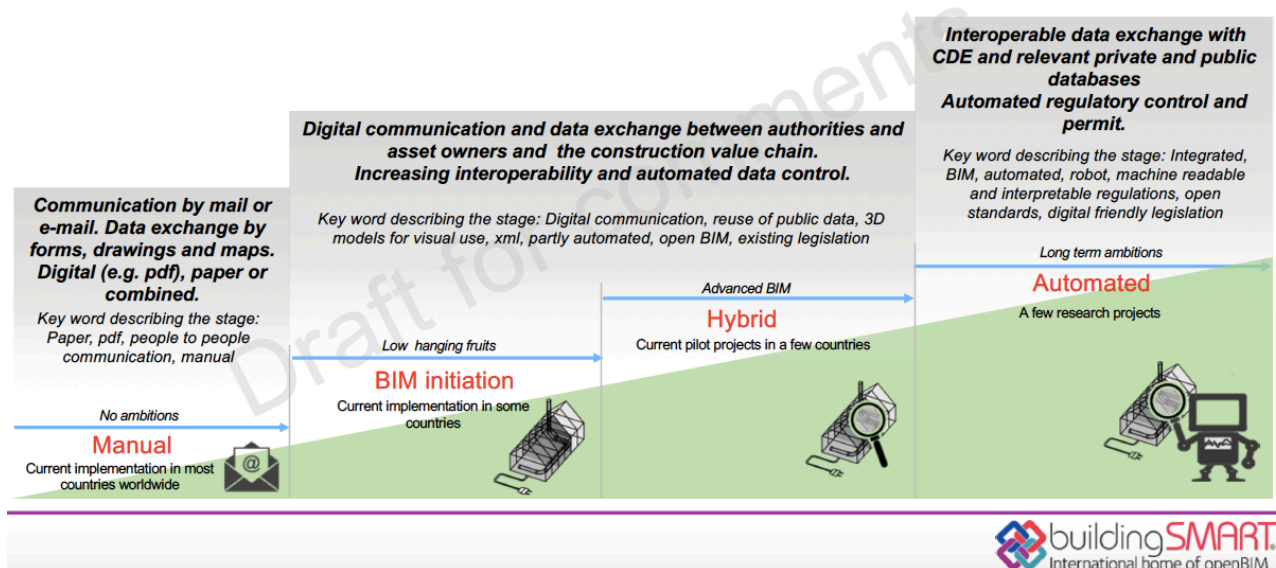 Communication by mail or
e-mail. Data exchange by
forms, drawings and maps.
Digital (e.g. pdf), paper or
combined.
Key word describing the stage:
Paper, pdf, people to people
communication, manual
No ambitions
Manual
Current implementation in most
countries worldwide
@
Digital communication and data exchange between authorities and
asset owners and the construction value chain.
Increasing interoperability and automated data control.
Key word describing the stage: Digital communication, reuse of public data, 3D
models for visual use, xml, partly automated, open BIM, existing legislation
Low hanging fruits
BIM initiation
Current implementation in some
countries
Advanced BIM
Hybrid
Current pilot projects in a few countries
Interoperable data exchange with
CDE and relevant private and public
databases
Automated regulatory control and
permit.
Key word describing the stage: Integrated,
BIM, automated, robot, machine readable
and interpretable regulations, open
standards, digital friendly legislation
Long term ambitions
Automated
A few research projects
Draft for comments
buildingSMART®
International home of openBIM